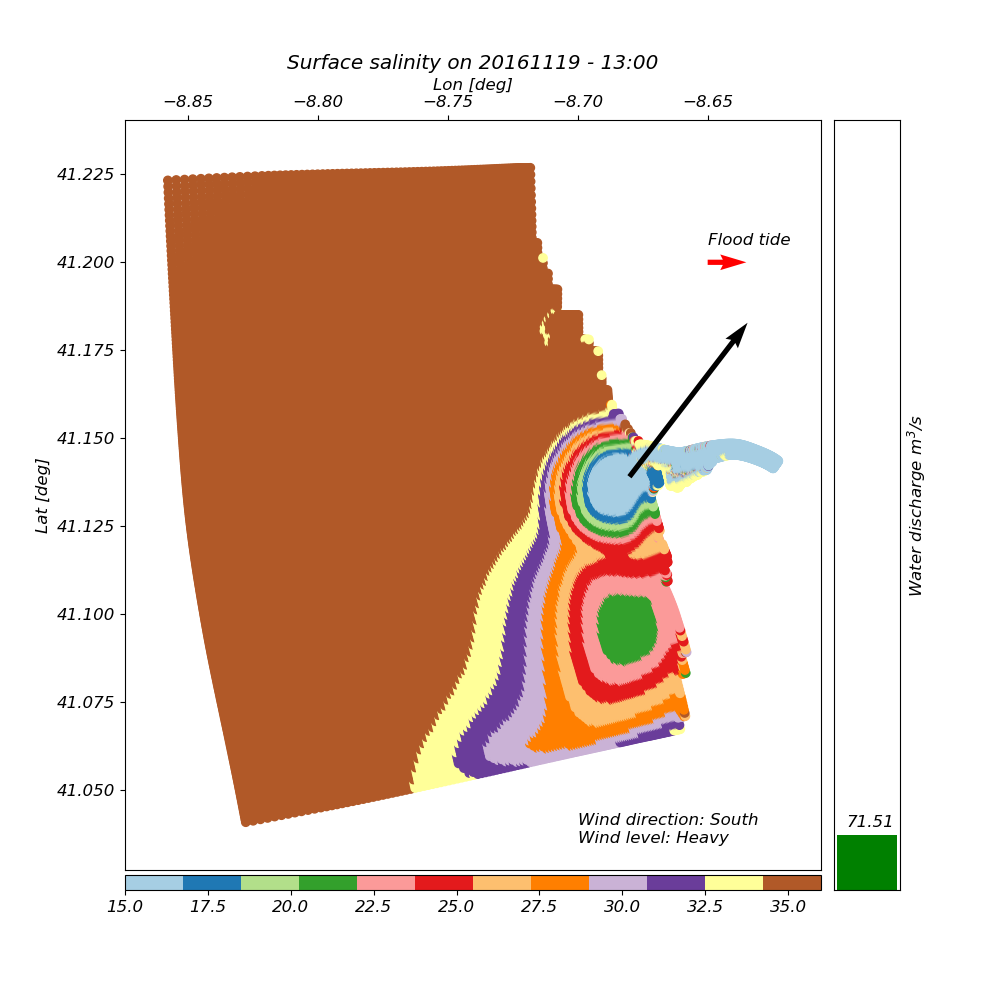 Surface salinity on 20161119 - 13:00
Lon [deg]
−8.85 −8.80 −8.75 −8.70 −8.65
41.225
41.200
41.175
41.150
41.125
41.100
41.075
41.050
Lat [deg]
Flood tide
Wind direction: South
Wind level: Heavy
Water discharge m³/s
71.51
15.0 17.5 20.0 22.5 25.0 27.5 30.0 32.5 35.0